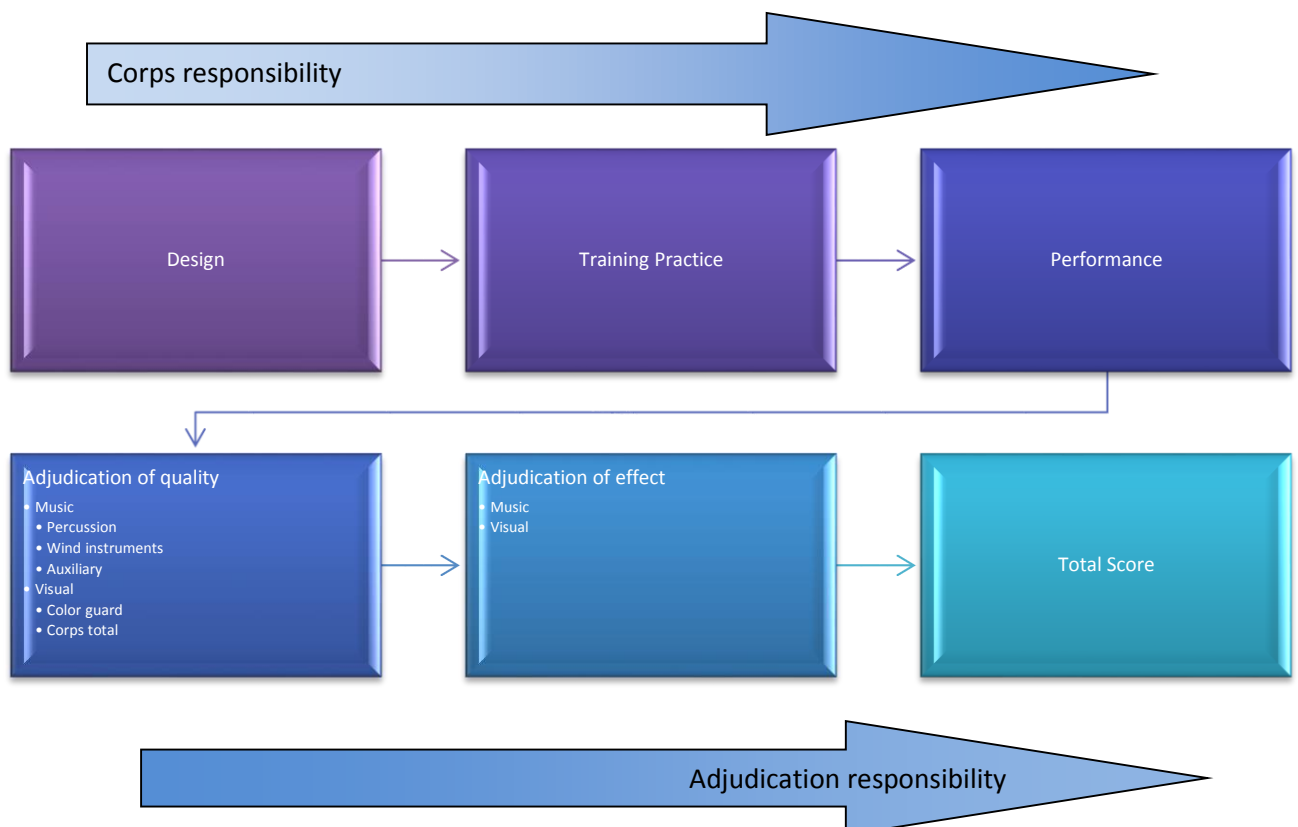 Corps responsibility
Design
Training Practice
Performance
Adjudication of quality
• Music
• Percussion
• Wind instruments
• Auxiliary
• Visual
• Color guard
• Corps total
Adjudication of effect
• Music
• Visual
Total Score
Adjudication responsibility